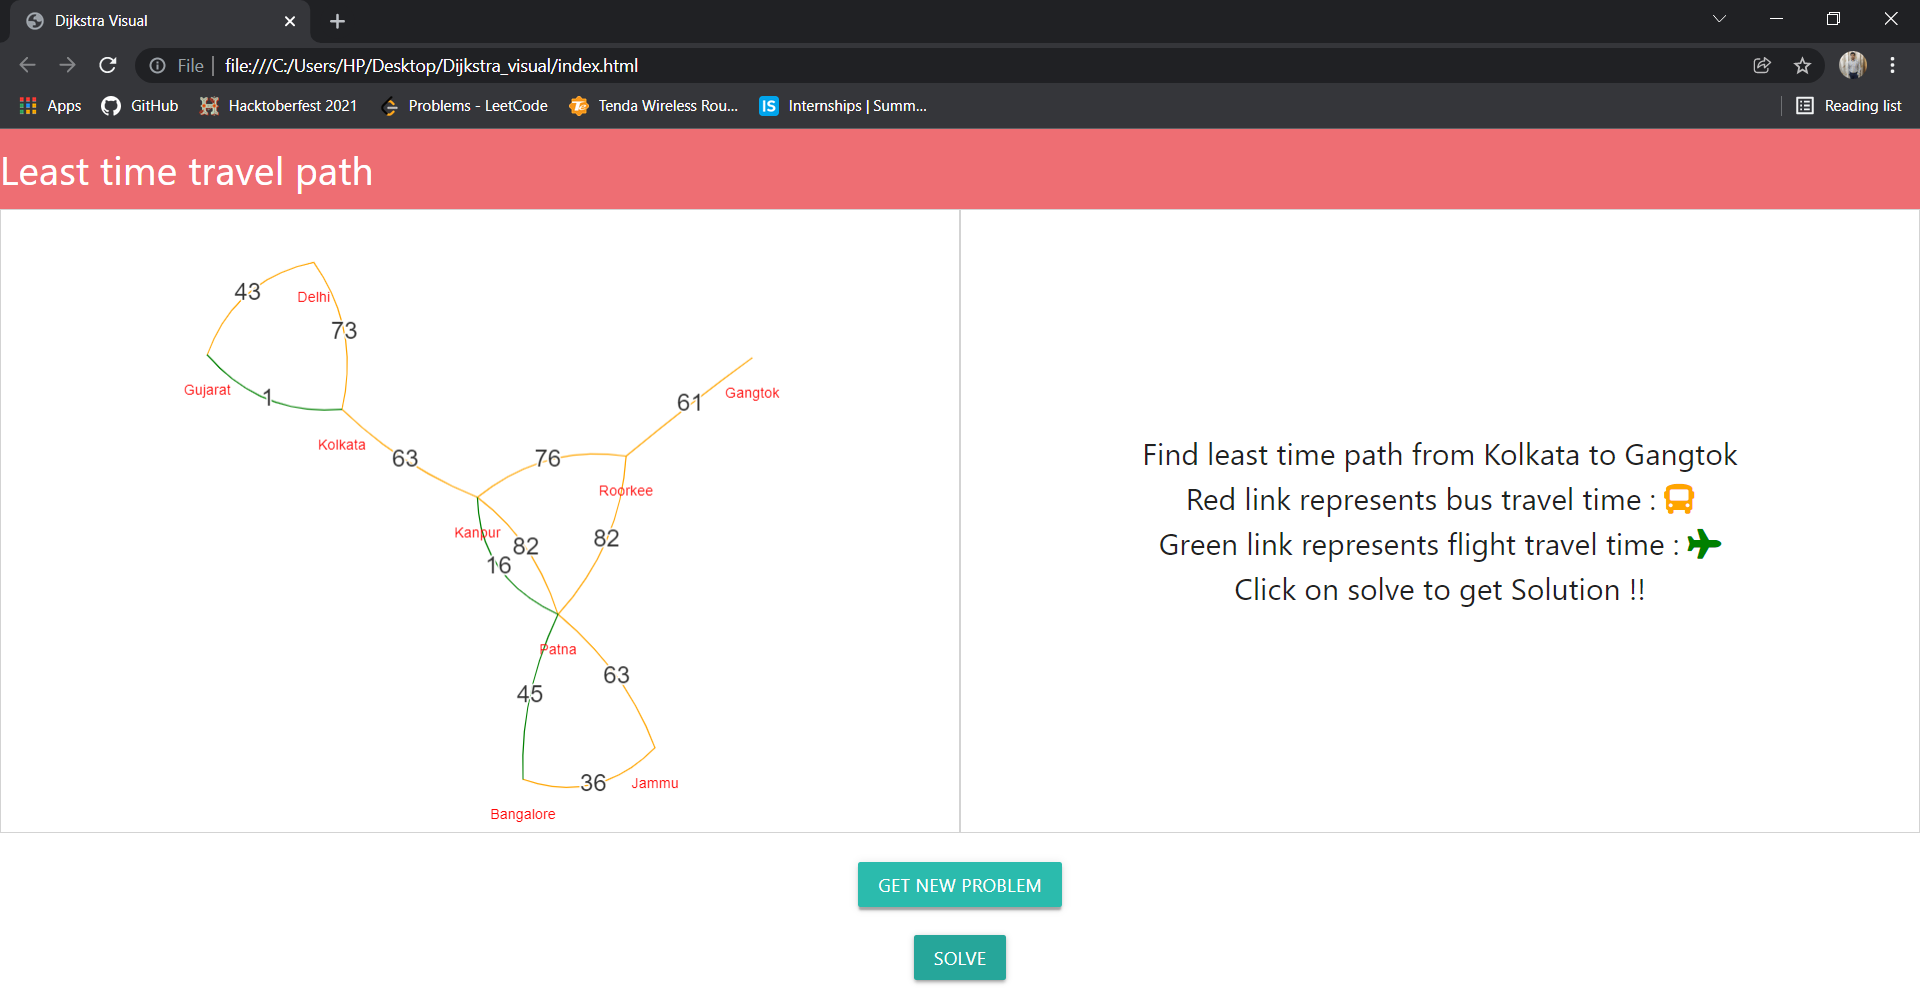 Dijkstra Visual
File
file:///C:/Users/HP/Desktop/Dijkstra_visual/index.html
Apps
GitHub
Hacktoberfest 2021
Problems - LeetCode
Tenda Wireless Rou...
IS
Internships | Summ...
Reading list
Least time travel path
43
Delhi
73
Gujarat
1
Kolkata
63
76
61
Gangtok
Roorkee
Kanpur
82
82
16
Patna
63
45
36
Jammu
Bangalore
Find least time path from Kolkata to Gangtok
Red link represents bus travel time :
Green link represents flight travel time :
Click on solve to get Solution !!
GET NEW PROBLEM
SOLVE